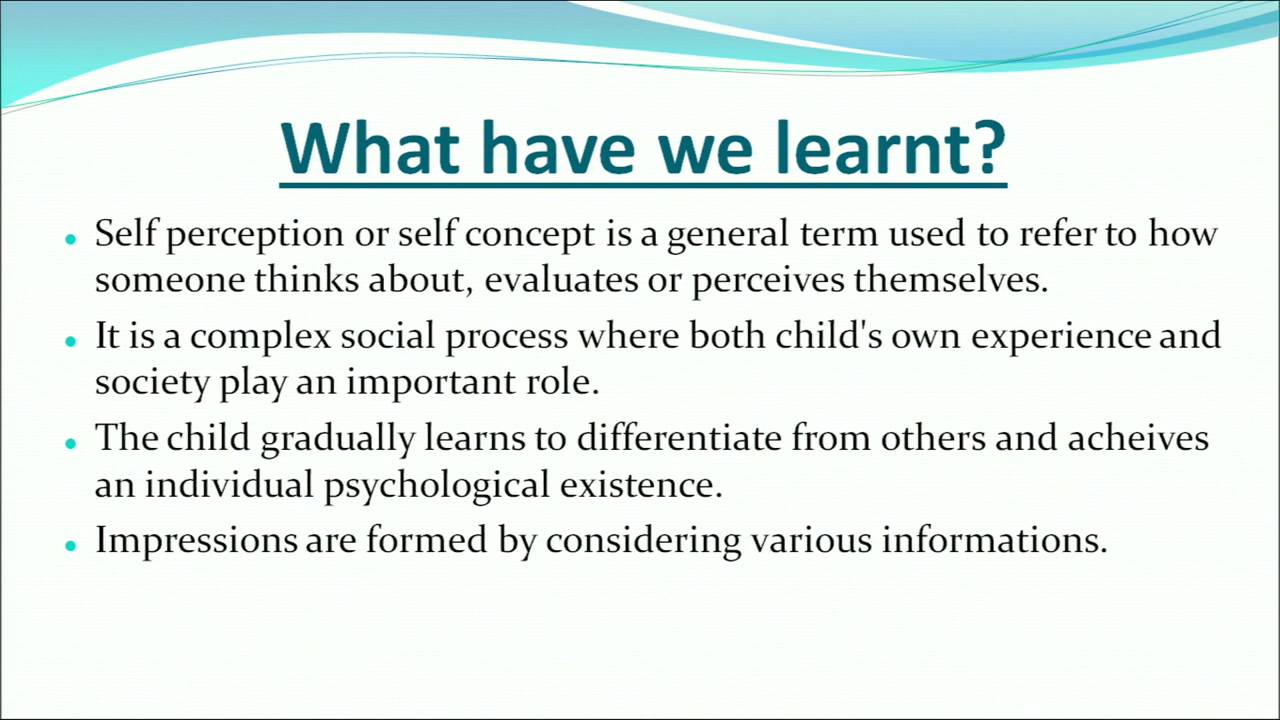 What have we learnt?
• Self perception or self concept is a general term used to refer to how
someone thinks about, evaluates or perceives themselves.
• It is a complex social process where both child's own experience and
society play an important role.
• The child gradually learns to differentiate from others and acheives
an individual psychological existence.
• Impressions are formed by considering various informations.